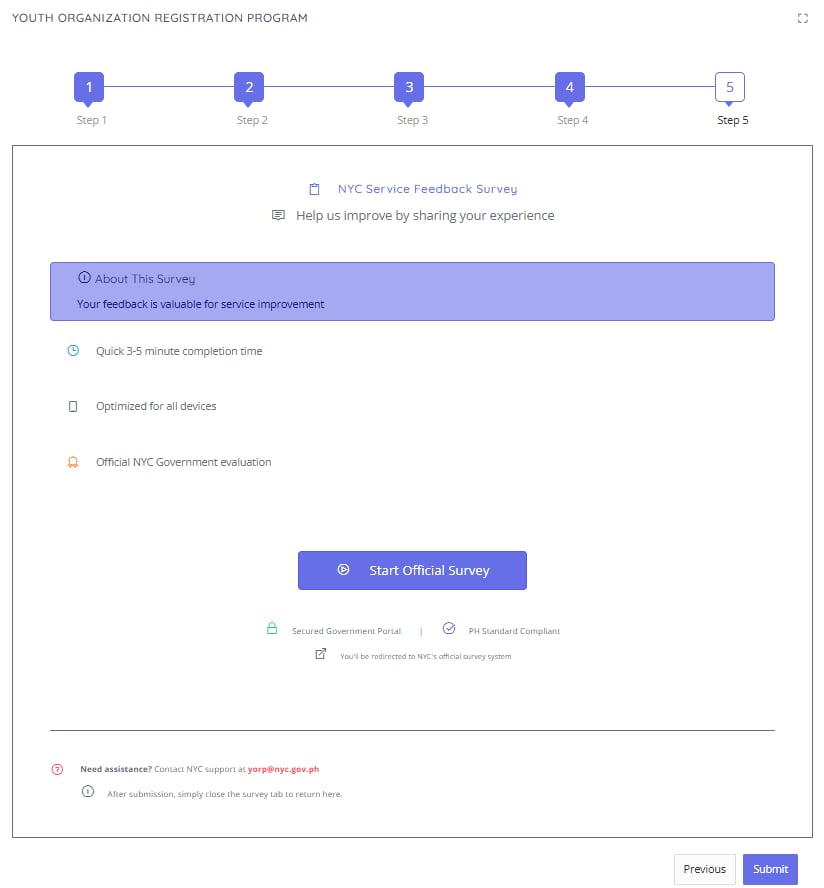 YOUTH ORGANIZATION REGISTRATION PROGRAM
1 2 3 4 5
Step 1 Step 2 Step 3 Step 4 Step 5
NYC Service Feedback Survey
Help us improve by sharing your experience
About This Survey
Your feedback is valuable for service improvement
Quick 3-5 minute completion time
Optimized for all devices
Official NYC Government evaluation
Start Official Survey
Secured Government Portal | PH Standard Compliant
You'll be redirected to NYC's official survey system
Need assistance? Contact NYC support at yorp@nyc.gov.ph
After submission, simply close the survey tab to return here.
Previous Submit